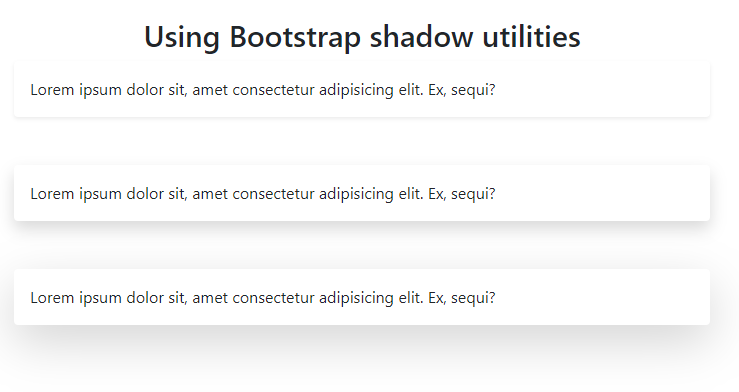 Using Bootstrap shadow utilities
Lorem ipsum dolor sit, amet consectetur adipisicing elit. Ex, sequi?
Lorem ipsum dolor sit, amet consectetur adipisicing elit. Ex, sequi?
Lorem ipsum dolor sit, amet consectetur adipisicing elit. Ex, sequi?